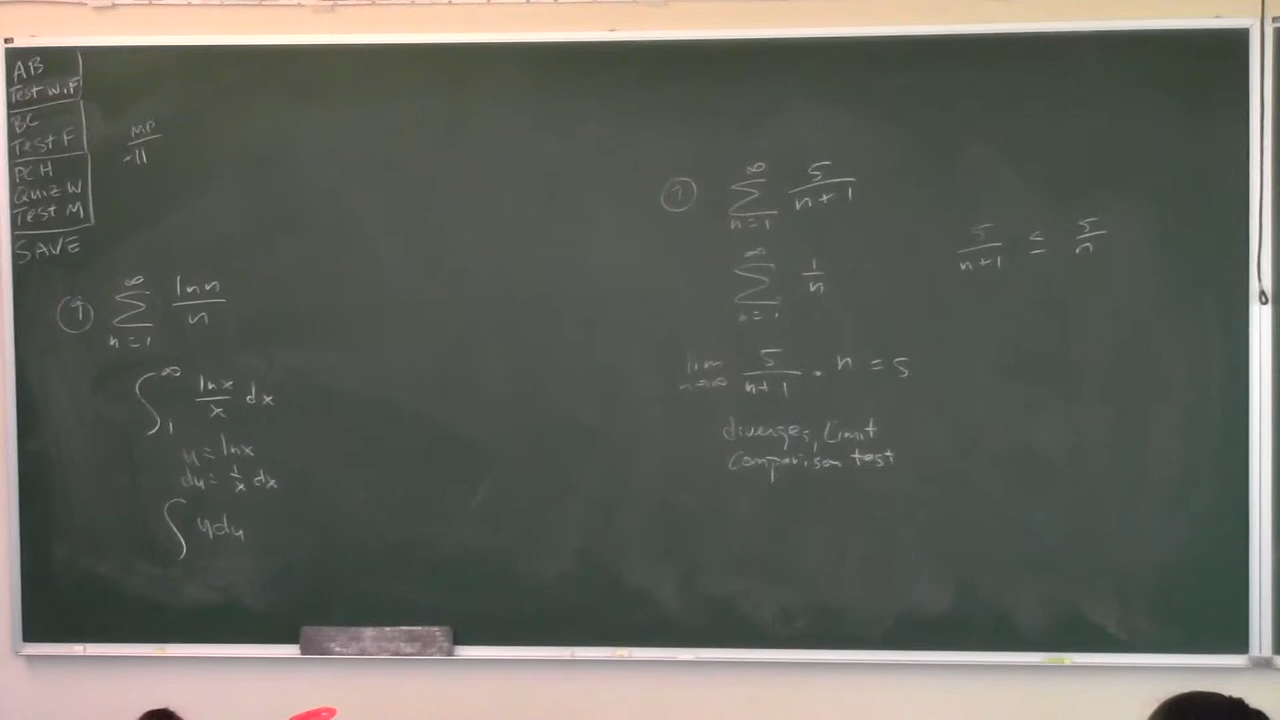 AB
Test W, F
BC
Test F
PCH
Quiz W
Test M
SAVE
MP
-11
⑨ ∞ ∑ n=1 ln n / n
∫ ∞ 1 ln x / x dx
u = ln x
du = 1/x dx
∫ u du
⑦ ∞ ∑ n=1 5 / n+1
5 / n+1 ≤ 5 / n
∞ ∑ n=1 1 / n
lim n→∞ 5 / n+1 · n = 5
diverges, Limit
comparison test